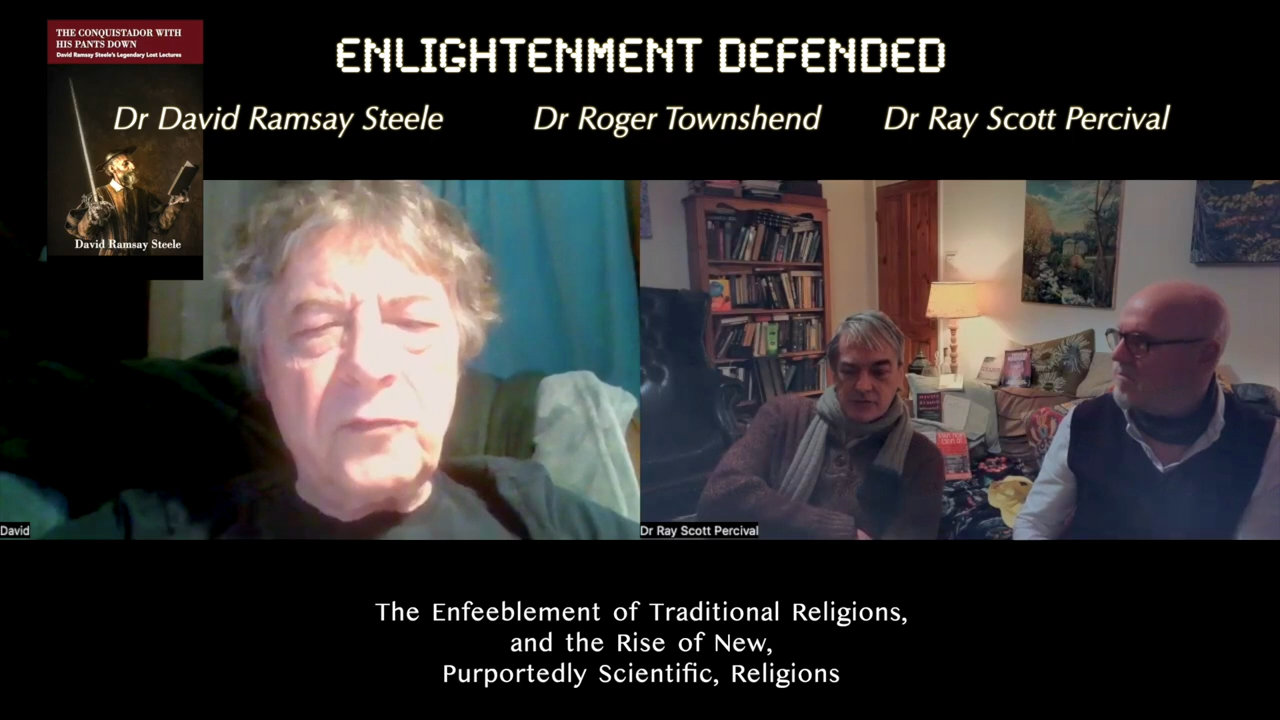 THE CONQUISTADOR WITH
HIS PANTS DOWN
David Ramsay Steele's Legendary Lost Lectures
ENLIGHTENMENT DEFENDED
Dr David Ramsay Steele
Dr Roger Townshend
Dr Ray Scott Percival
David Ramsay Steele
David
Dr Ray Scott Percival
The Enfeeblement of Traditional Religions,
and the Rise of New,
Purportedly Scientific, Religions